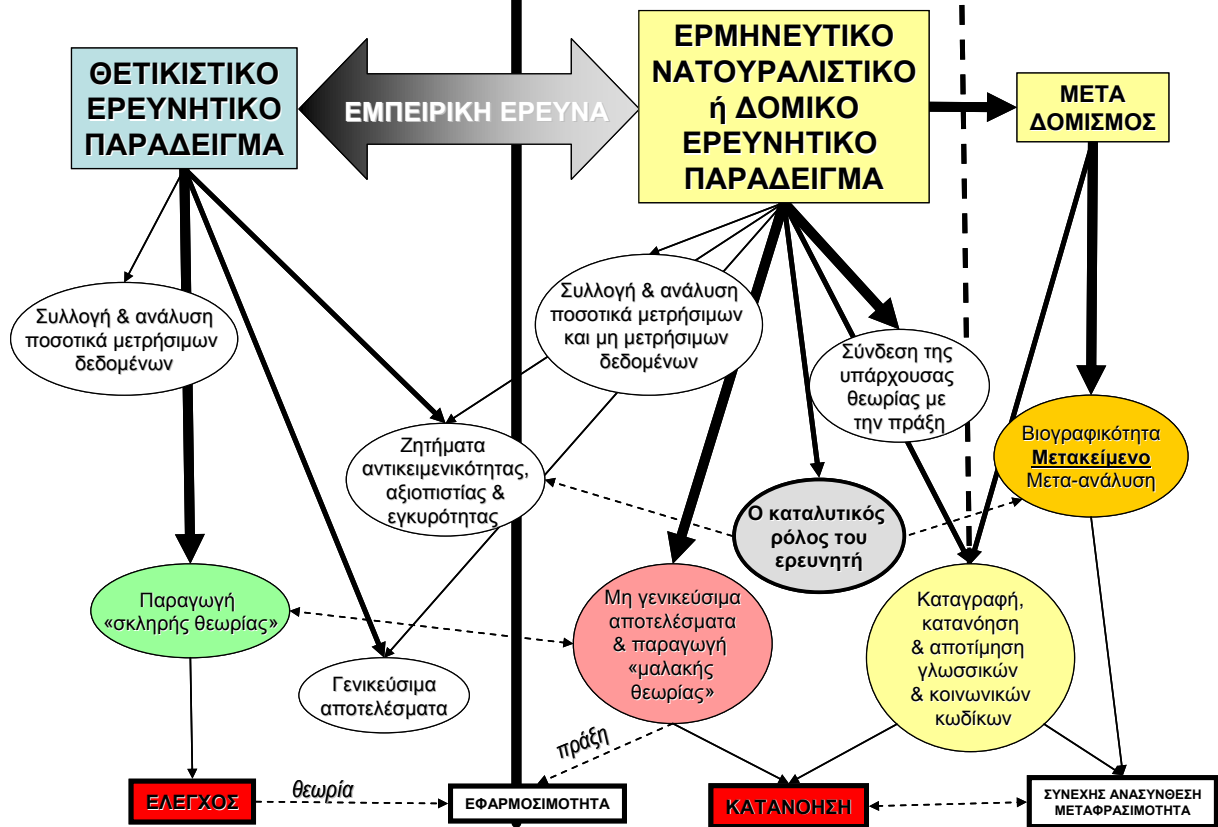 ΘΕΤΙΚΙΣΤΙΚΟ
ΕΡΕΥΝΗΤΙΚΟ
ΠΑΡΑΔΕΙΓΜΑ
ΕΜΠΕΙΡΙΚΗ ΕΡΕΥΝΑ
ΕΡΜΗΝΕΥΤΙΚΟ
ΝΑΤΟΥΡΑΛΙΣΤΙΚΟ
ή ΔΟΜΙΚΟ
ΕΡΕΥΝΗΤΙΚΟ
ΠΑΡΑΔΕΙΓΜΑ
ΜΕΤΑ
ΔΟΜΙΣΜΟΣ
Συλλογή & ανάλυση
ποσοτικά μετρήσιμων
δεδομένων
Συλλογή & ανάλυση
ποσοτικά μετρήσιμων
και μη μετρήσιμων
δεδομένων
Σύνδεση της
υπάρχουσας
θεωρίας με
την πράξη
Βιογραφικότητα
Μετακείμενο
Μετα-ανάλυση
Ζητήματα
αντικειμενικότητας,
αξιοπιστίας &
εγκυρότητας
Ο καταλυτικός
ρόλος του
ερευνητή
Παραγωγή
«σκληρής θεωρίας»
Μη γενικεύσιμα
αποτελέσματα
& παραγωγή
«μαλακής
θεωρίας»
Καταγραφή,
κατανόηση
& αποτίμηση
γλωσσικών
& κοινωνικών
κωδίκων
Γενικεύσιμα
αποτελέσματα
πράξη
ΕΛΕΓΧΟΣ
θεωρία
ΕΦΑΡΜΟΣΙΜΟΤΗΤΑ
ΚΑΤΑΝΟΗΣΗ
ΣΥΝΕΧΗΣ ΑΝΑΣΥΝΘΕΣΗ
ΜΕΤΑΦΡΑΣΙΜΟΤΗΤΑ